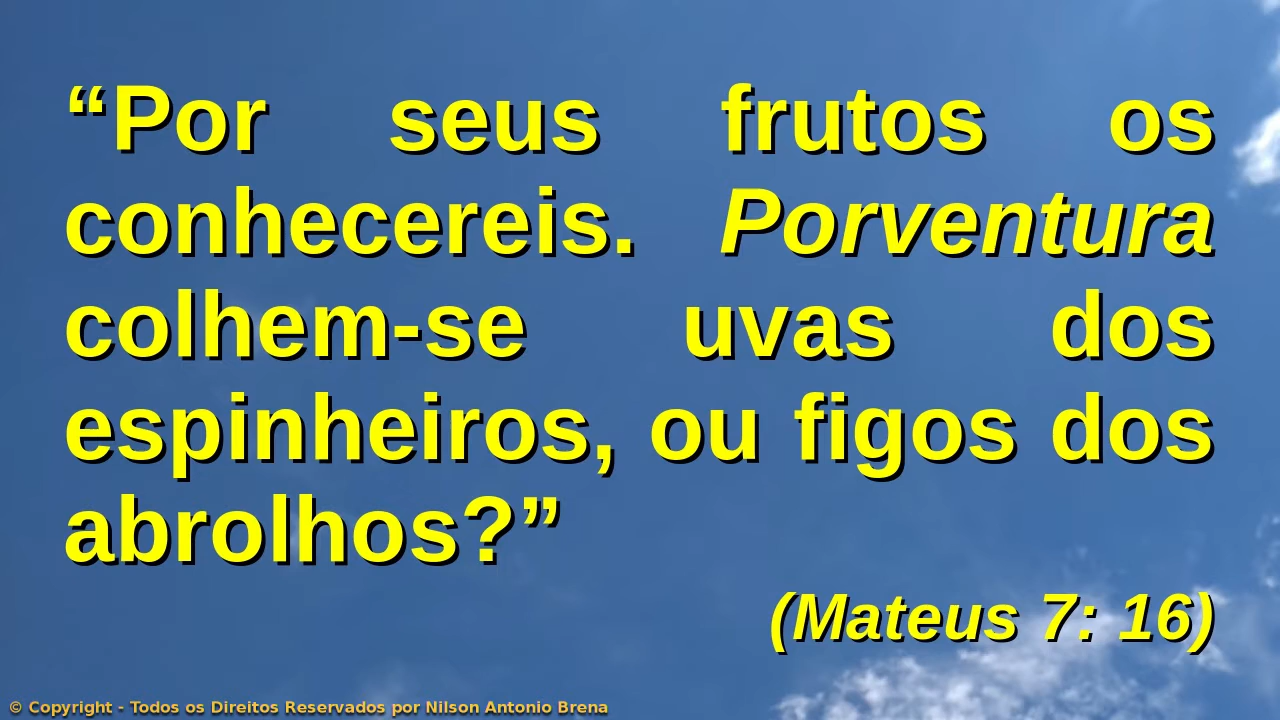 “Por seus frutos os
conhecereis. Porventura
colhem-se uvas dos
espinheiros, ou figos dos
abrolhos?”
(Mateus 7: 16)
© Copyright - Todos os Direitos Reservados por Nilson Antonio Brena